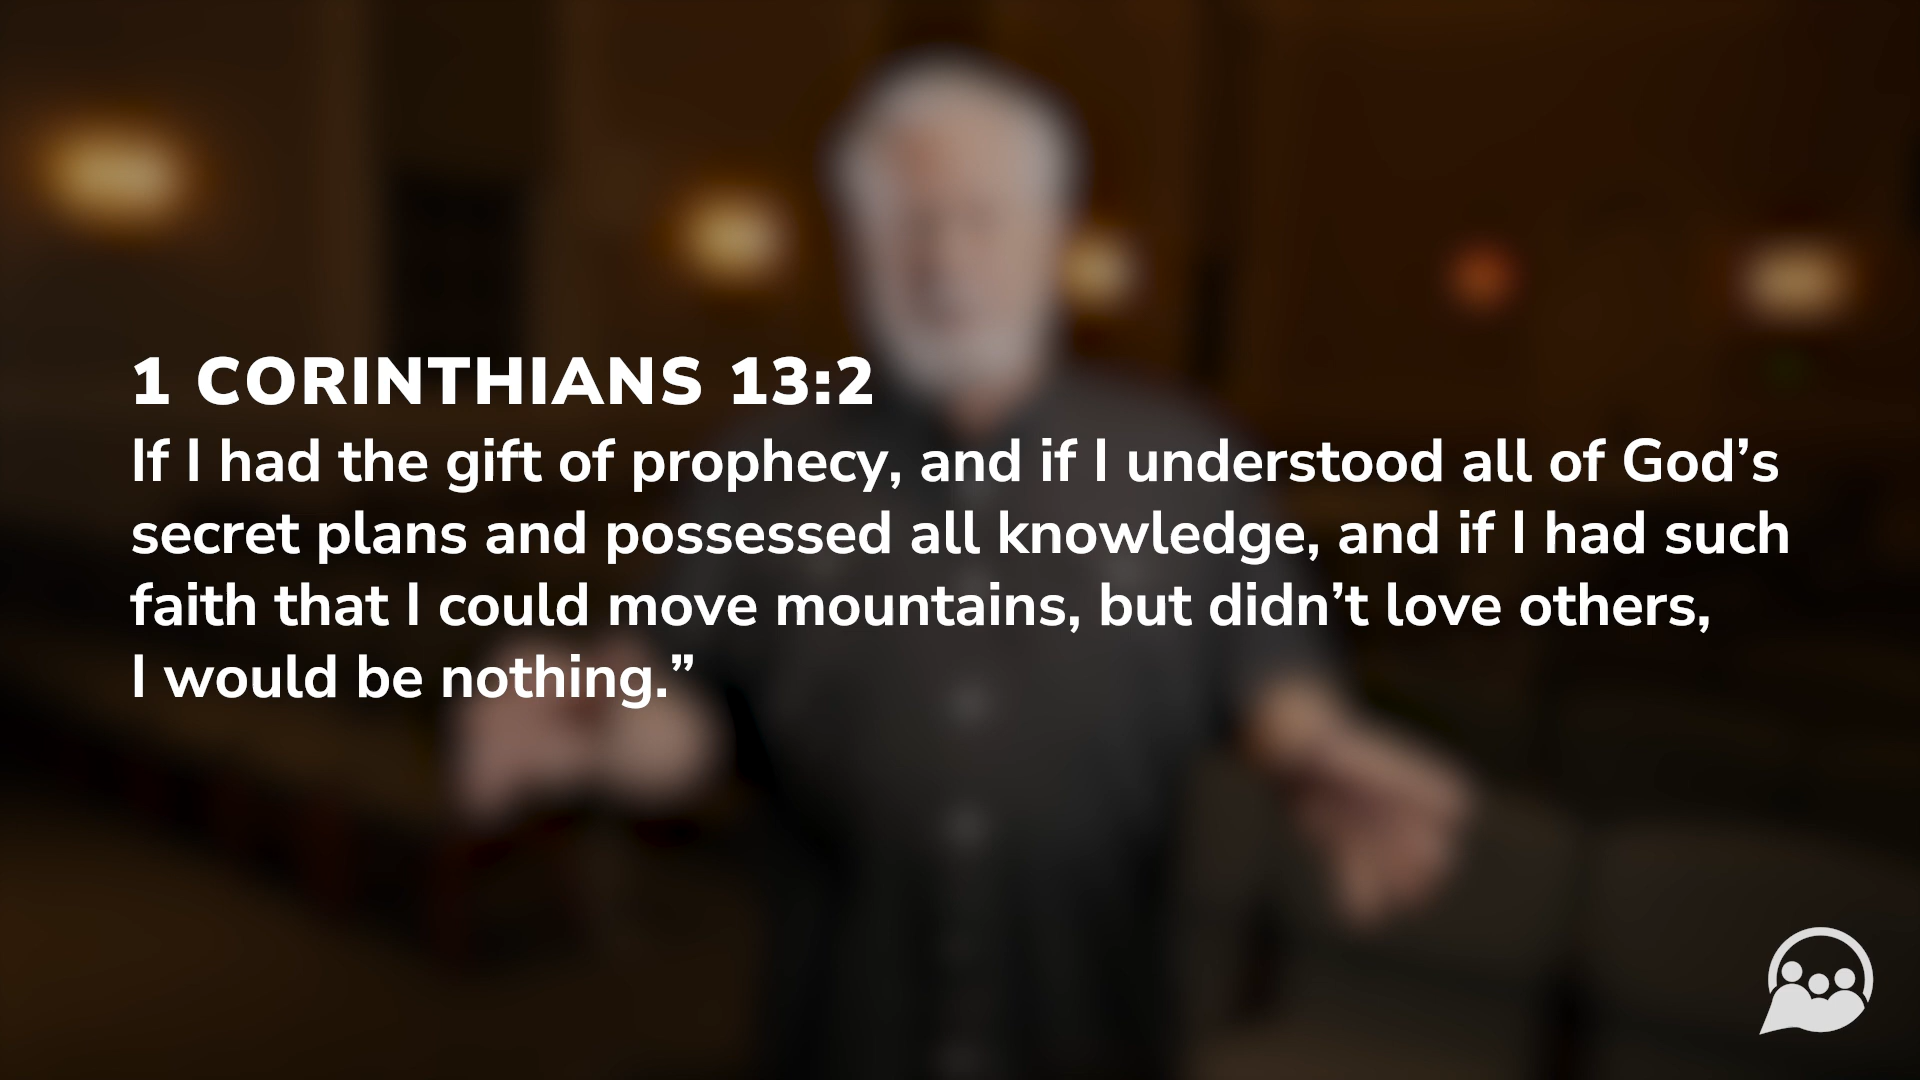 1 CORINTHIANS 13:2
If I had the gift of prophecy, and if I understood all of God’s
secret plans and possessed all knowledge, and if I had such
faith that I could move mountains, but didn’t love others,
I would be nothing.”